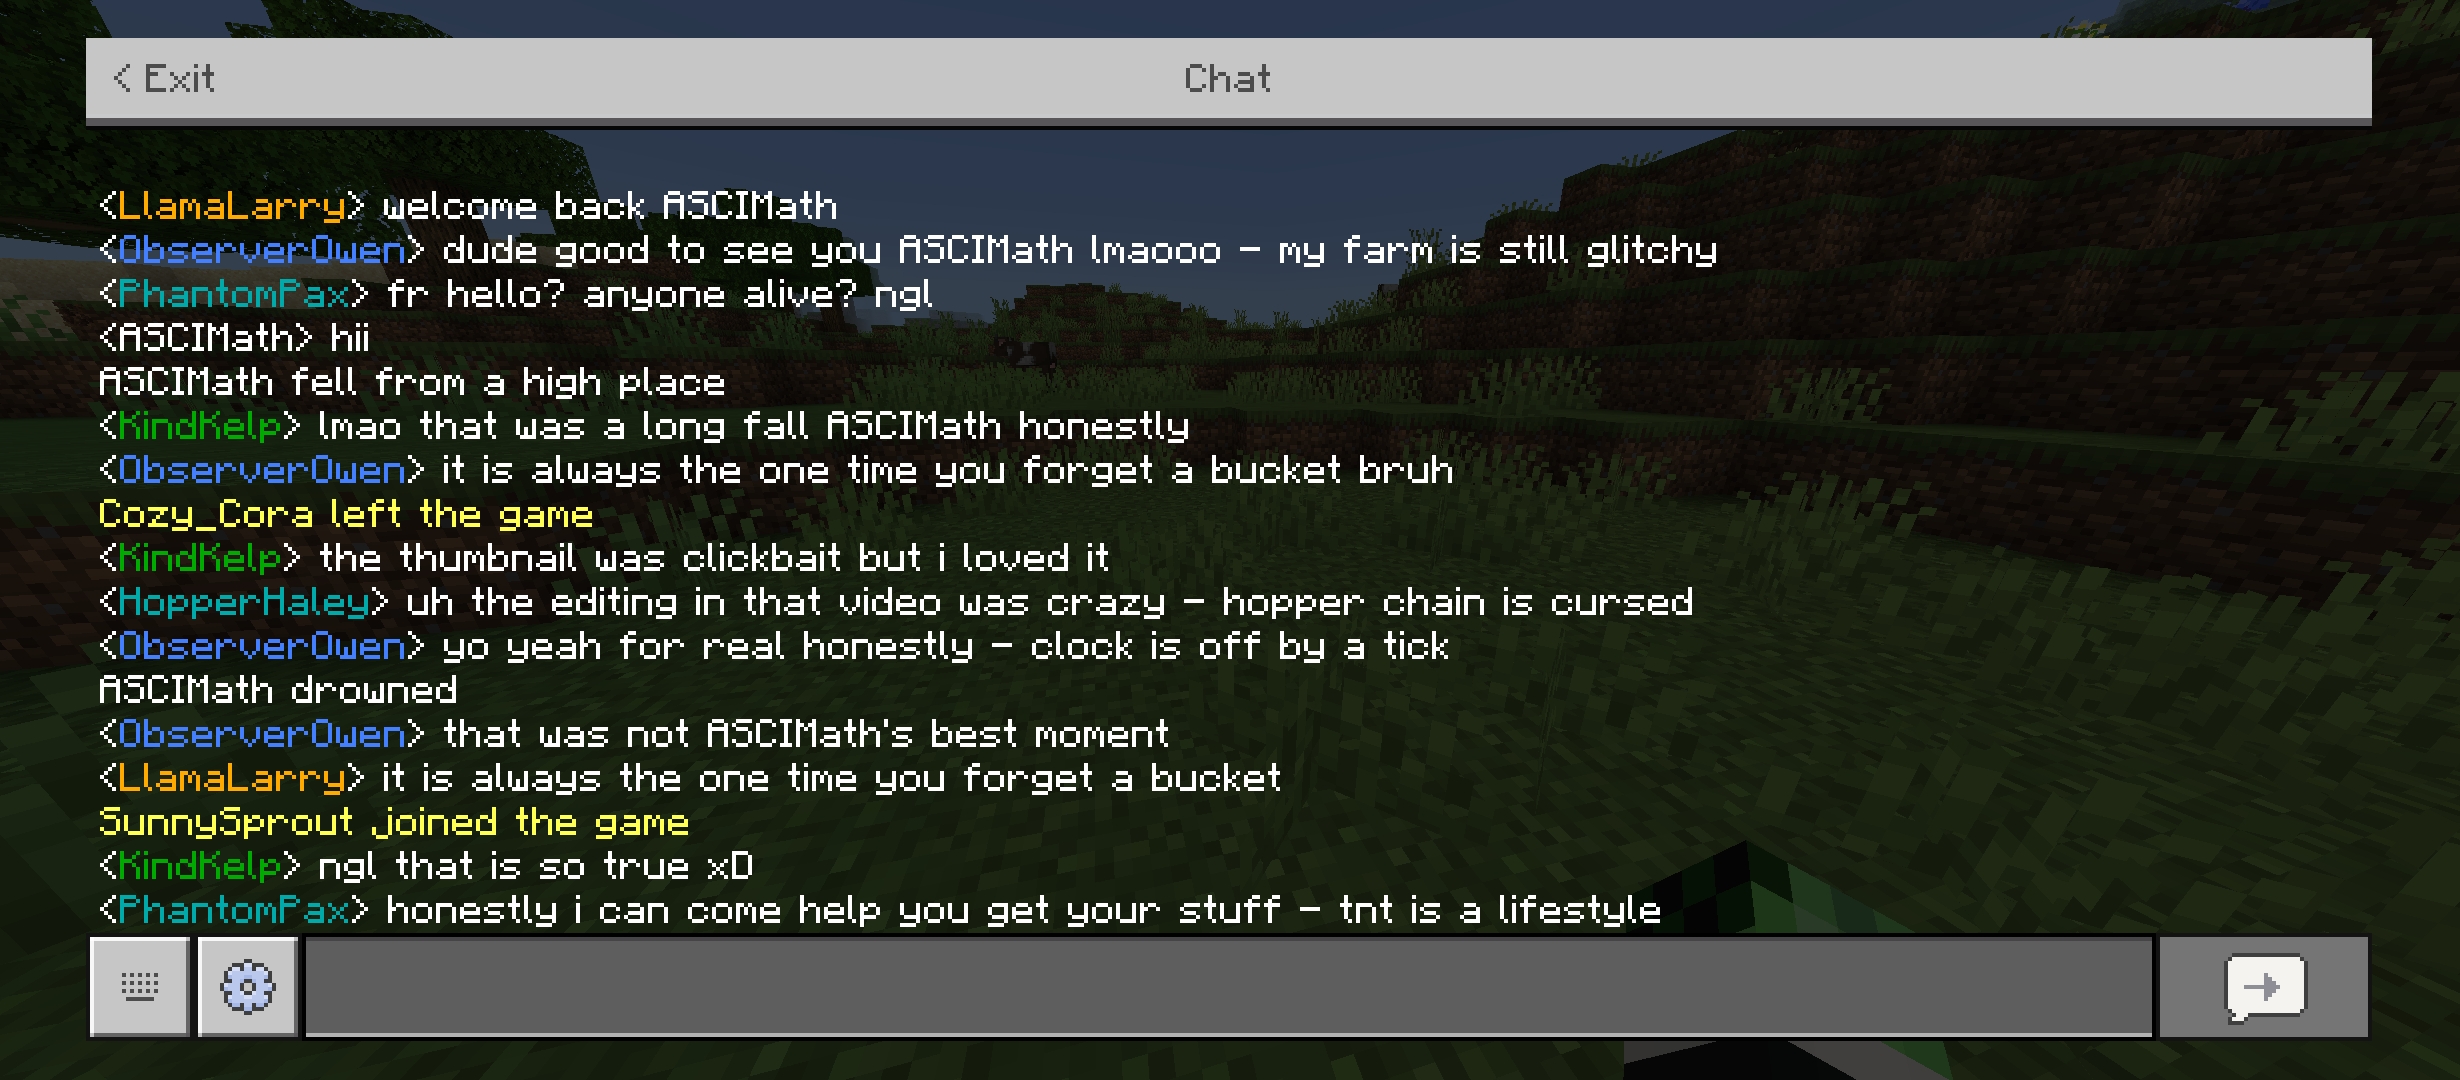 < Exit
Chat
<LlamaLarry> welcome back ASCIMath
<ObserverOwen> dude good to see you ASCIMath lmaooo - my farm is still glitchy
<PhantomPax> fr hello? anyone alive? ngl
<ASCIMath> hii
ASCIMath fell from a high place
<KindKelp> lmao that was a long fall ASCIMath honestly
<ObserverOwen> it is always the one time you forget a bucket bruh
Cozy_Cora left the game
<KindKelp> the thumbnail was clickbait but i loved it
<HopperHaley> uh the editing in that video was crazy - hopper chain is cursed
<ObserverOwen> yo yeah for real honestly - clock is off by a tick
ASCIMath drowned
<ObserverOwen> that was not ASCIMath's best moment
<LlamaLarry> it is always the one time you forget a bucket
SunnySprout joined the game
<KindKelp> ngl that is so true xD
<PhantomPax> honestly i can come help you get your stuff - tnt is a lifestyle